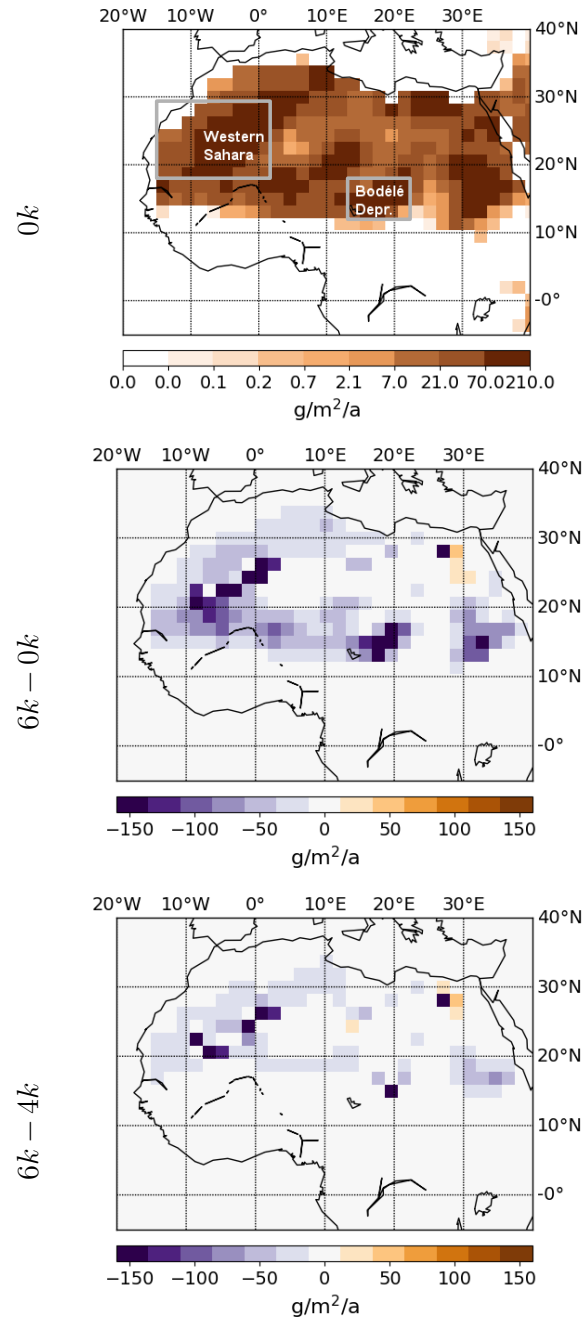 20°W 10°W 0° 10°E 20°E 30°E
40°N
30°N
Western
Sahara
20°N
Bodélé
Depr.
10°N
-0°
0k
0.0 0.0 0.1 0.2 0.7 2.1 7.0 21.0 70.0 210.0
g/m²/a
20°W 10°W 0° 10°E 20°E 30°E
40°N
30°N
20°N
10°N
-0°
6k − 0k
−150 −100 −50 0 50 100 150
g/m²/a
20°W 10°W 0° 10°E 20°E 30°E
40°N
30°N
20°N
10°N
-0°
6k − 4k
−150 −100 −50 0 50 100 150
g/m²/a